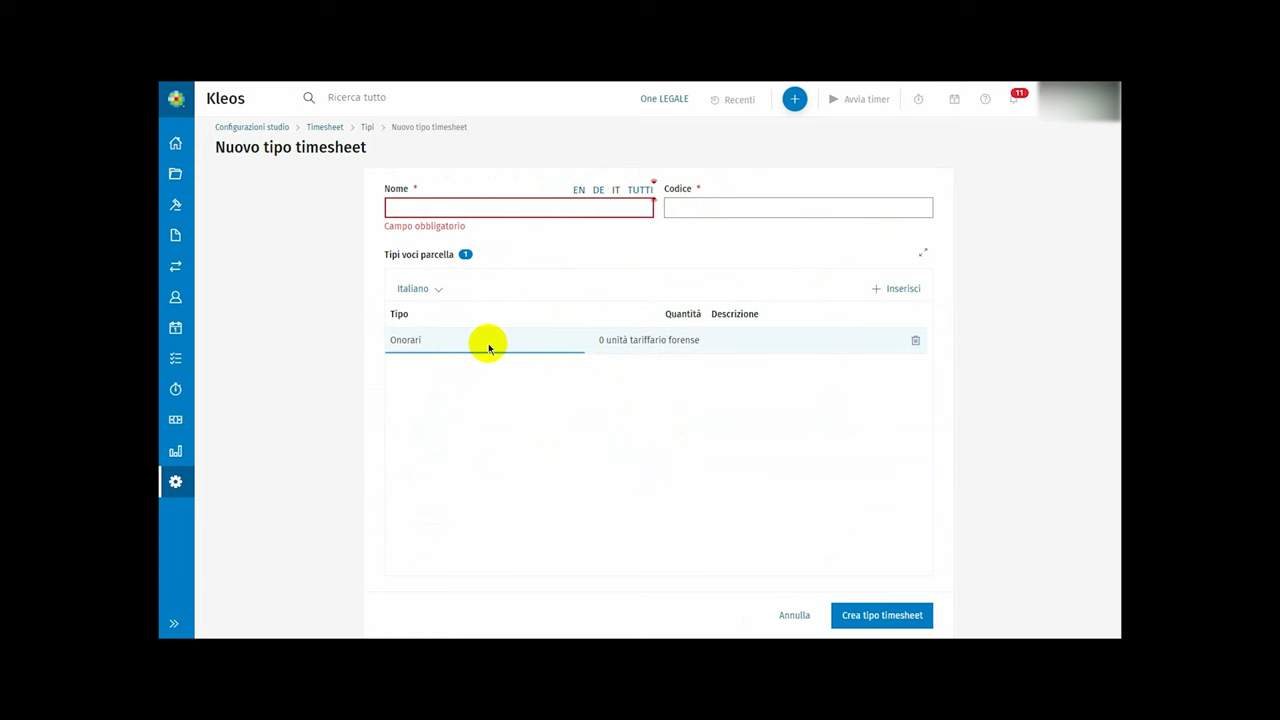 Kleos
Ricerca tutto
One LEGALE
Recenti
Avvia timer
11
Configurazioni studio > Timesheet > Tipi > Nuovo tipo timesheet
Nuovo tipo timesheet
Nome * EN DE IT TUTTI
Codice *
Campo obbligatorio
Tipi voci parcella 1
Italiano
+ Inserisci
Tipo Quantità Descrizione
Onorari 0 unità tariffario forense
Annulla
Crea tipo timesheet